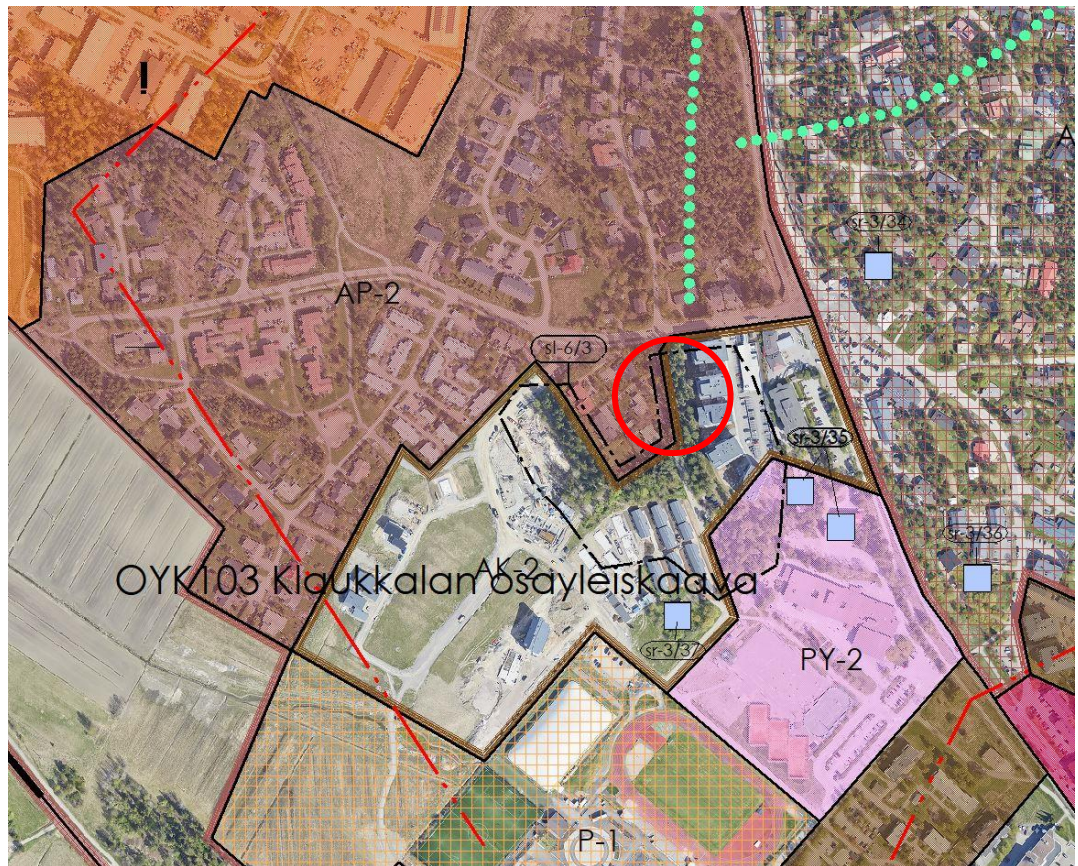 !
A
sr-3/34
AP-2
sl-6/3
sr-3/35
sr-3/36
AK-2
OYK103 Klaukkalan osayleiskaava
sr-3/37
PY-2
P-1